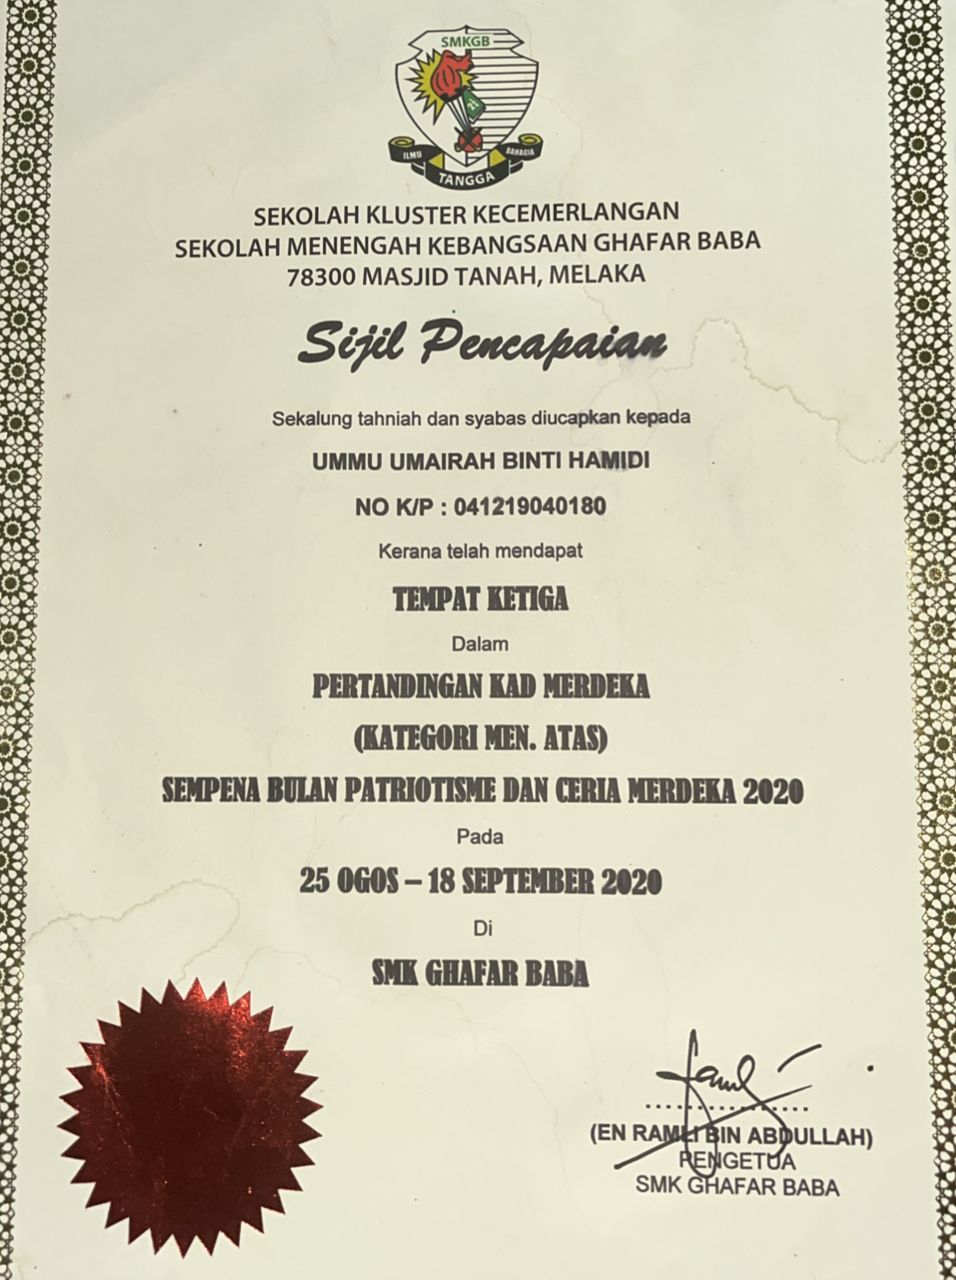 SMKGB
21
ILMU TANGGA BAHAGIA
SEKOLAH KLUSTER KECEMERLANGAN
SEKOLAH MENENGAH KEBANGSAAN GHAFAR BABA
78300 MASJID TANAH, MELAKA
Sijil Pencapaian
Sekalung tahniah dan syabas diucapkan kepada
UMMU UMAIRAH BINTI HAMIDI
NO K/P : 041219040180
Kerana telah mendapat
TEMPAT KETIGA
Dalam
PERTANDINGAN KAD MERDEKA
(KATEGORI MEN. ATAS)
SEMPENA BULAN PATRIOTISME DAN CERIA MERDEKA 2020
Pada
25 OGOS – 18 SEPTEMBER 2020
Di
SMK GHAFAR BABA
(EN RAMLI BIN ABDULLAH)
PENGETUA
SMK GHAFAR BABA